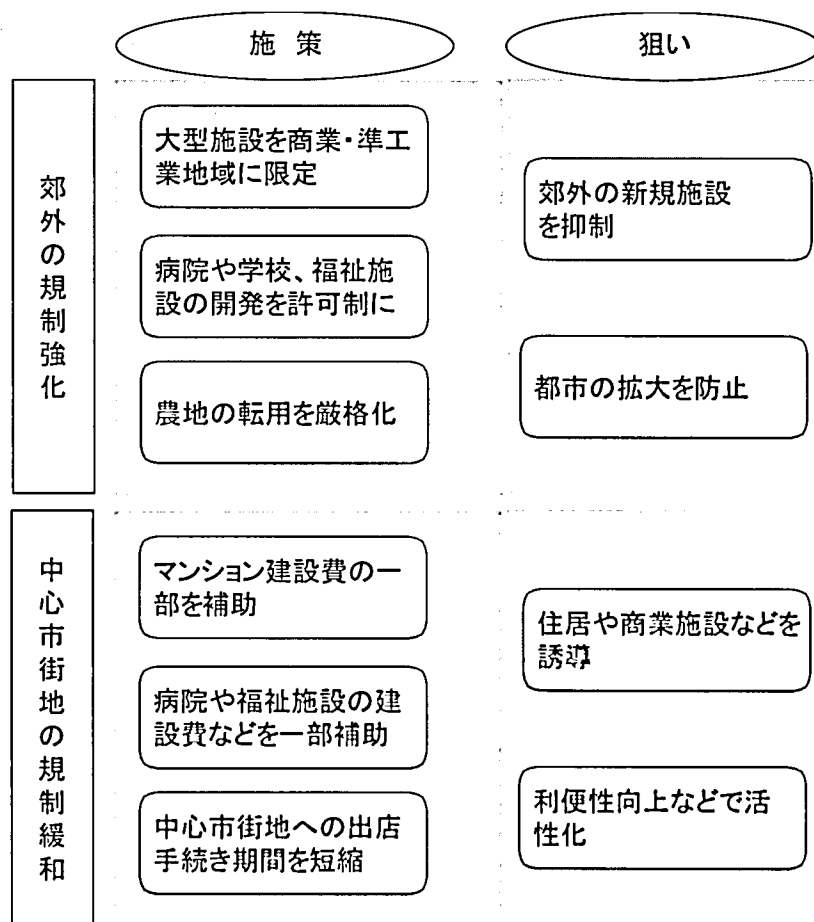 施 策
狙い
郊外の規制強化
大型施設を商業・準工
業地域に限定
病院や学校、福祉施
設の開発を許可制に
農地の転用を厳格化
郊外の新規施設
を抑制
都市の拡大を防止
中心市街地の規制緩和
マンション建設費の一
部を補助
病院や福祉施設の建
設費などを一部補助
中心市街地への出店
手続き期間を短縮
住居や商業施設などを
誘導
利便性向上などで活
性化